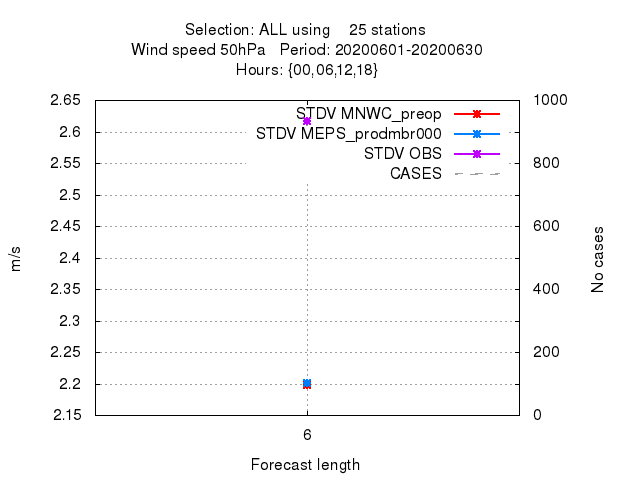 Selection: ALL using    25 stations
Wind speed 50hPa   Period: 20200601-20200630
Hours: {00,06,12,18}
2.65
2.6
2.55
2.5
2.45
2.4
2.35
2.3
2.25
2.2
2.15
m/s
STDV MNWC_preop
STDV MEPS_prodmbr000
STDV OBS
CASES
1000
800
600
400
200
0
No cases
6
Forecast length